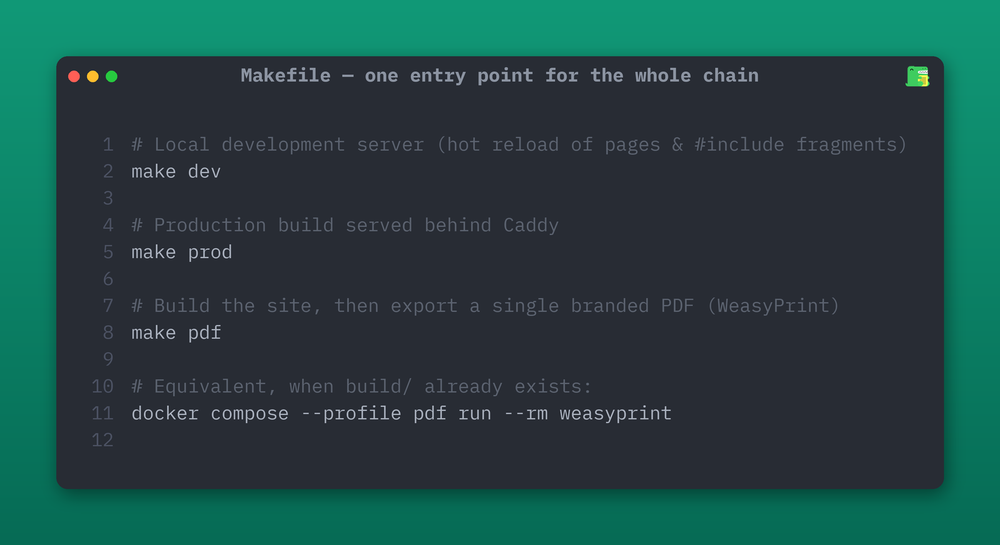 Makefile — one entry point for the whole chain
1 # Local development server (hot reload of pages & #include fragments)
2 make dev
3
4 # Production build served behind Caddy
5 make prod
6
7 # Build the site, then export a single branded PDF (WeasyPrint)
8 make pdf
9
10 # Equivalent, when build/ already exists:
11 docker compose --profile pdf run --rm weasyprint
12